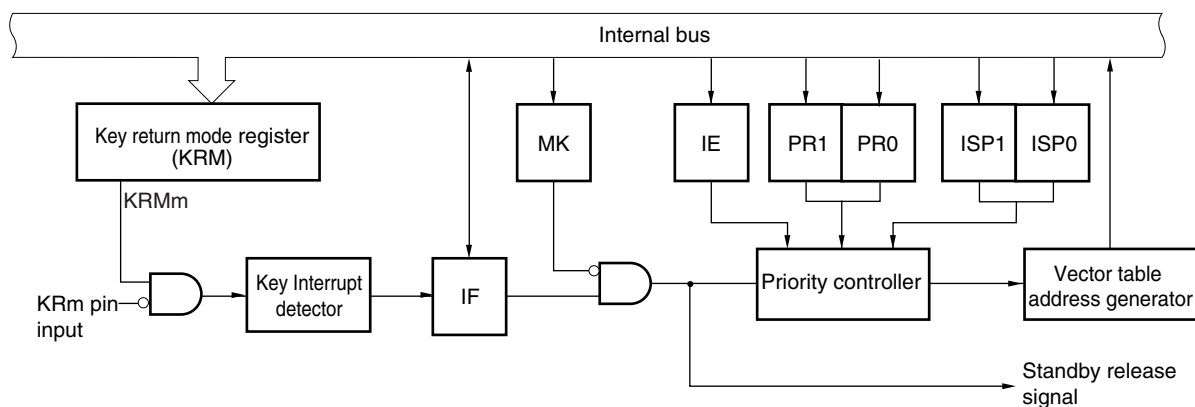 Internal bus
Key return mode register
(KRM)
MK
IE
PR1
PR0
ISP1
ISP0
KRMm
KRm pin
input
Key Interrupt
detector
IF
Priority controller
Vector table
address generator
Standby release
signal